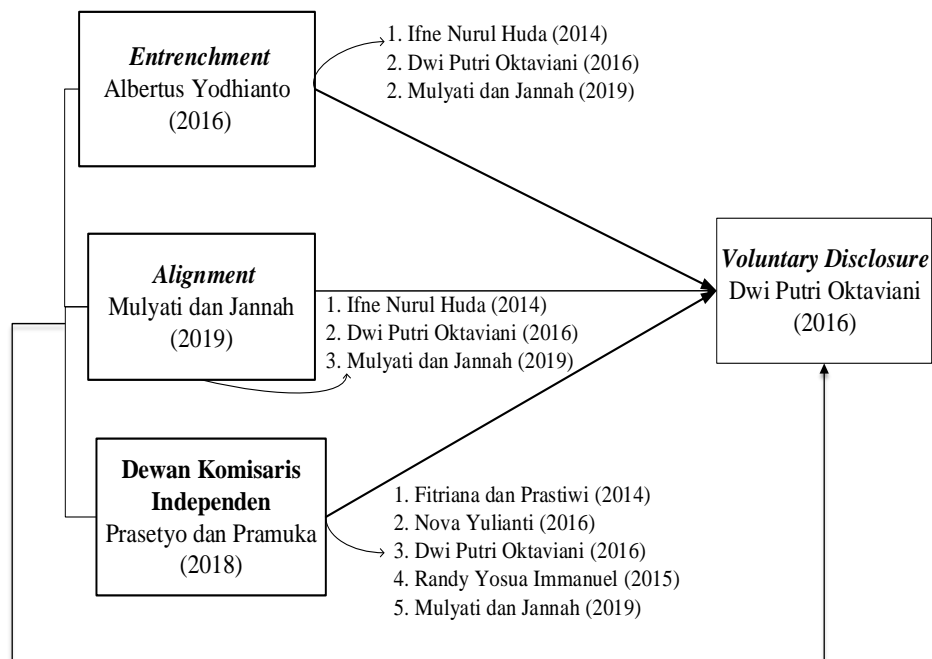 Entrenchment
Albertus Yodhianto
(2016)
1. Ifne Nurul Huda (2014)
2. Dwi Putri Oktaviani (2016)
2. Mulyati dan Jannah (2019)
Alignment
Mulyati dan Jannah
(2019)
1. Ifne Nurul Huda (2014)
2. Dwi Putri Oktaviani (2016)
3. Mulyati dan Jannah (2019)
Voluntary Disclosure
Dwi Putri Oktaviani
(2016)
Dewan Komisaris
Independen
Prasetyo dan Pramuka
(2018)
1. Fitriana dan Prastiwi (2014)
2. Nova Yulianti (2016)
3. Dwi Putri Oktaviani (2016)
4. Randy Yosua Immanuel (2015)
5. Mulyati dan Jannah (2019)